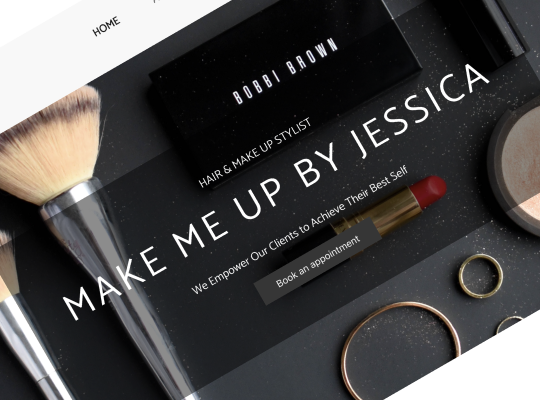 HOME
BOBBI BROWN
HAIR & MAKE UP STYLIST
MAKE ME UP BY JESSICA
We Empower Our Clients to Achieve Their Best Self
Book an appointment